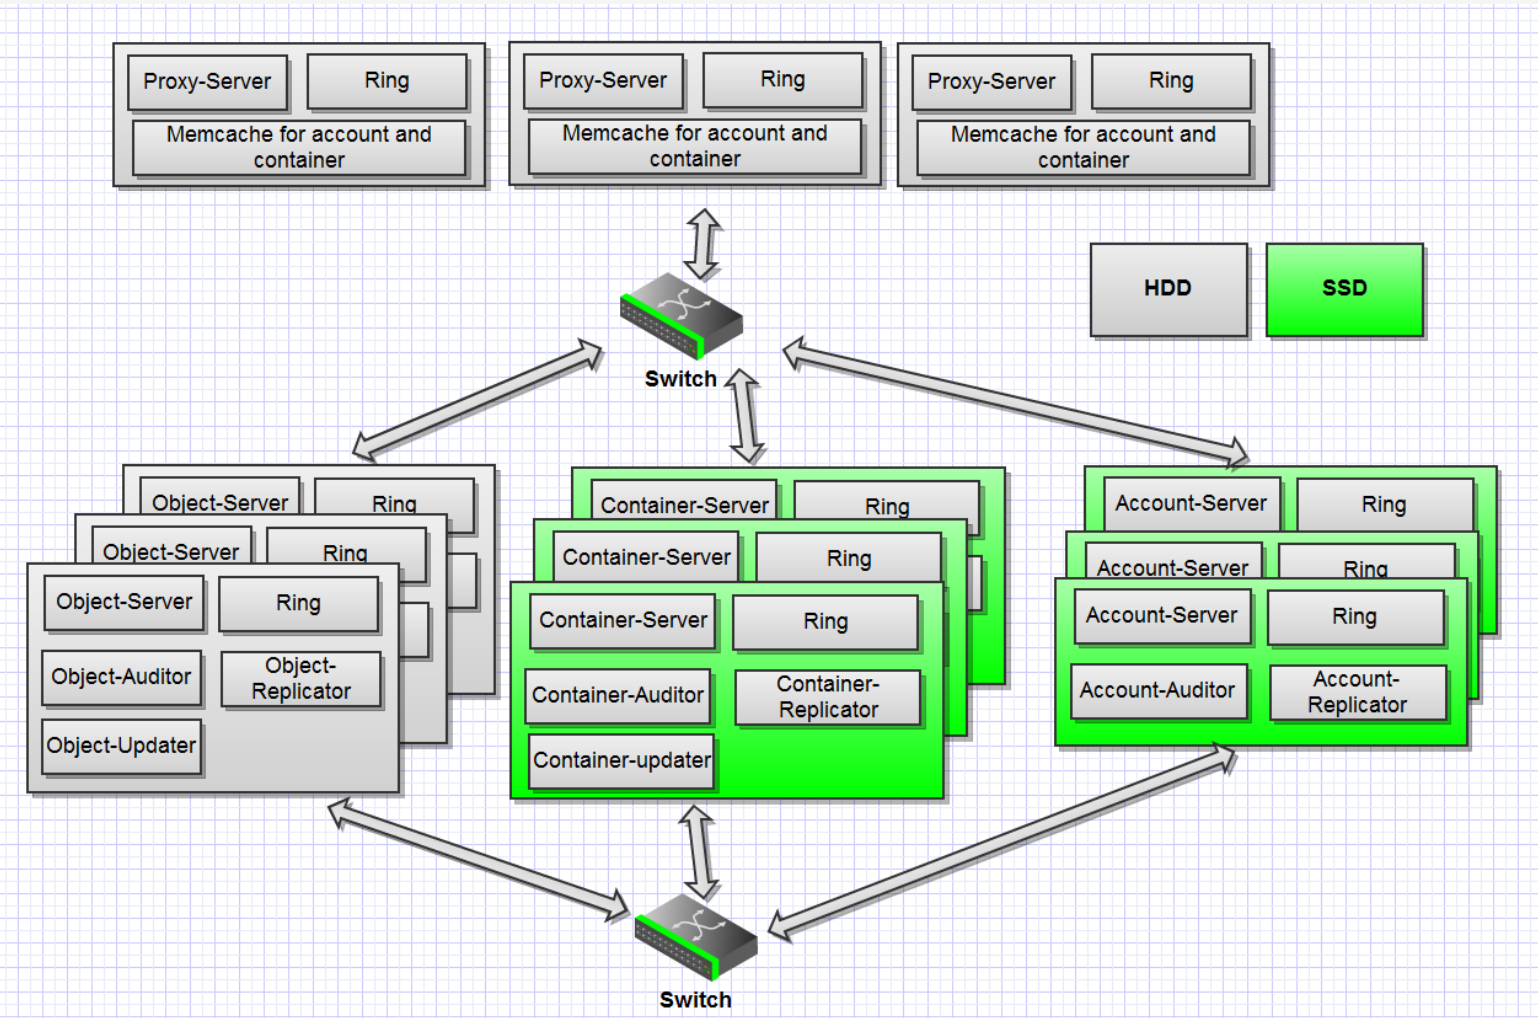 Proxy-Server
Ring
Memcache for account and
container
Proxy-Server
Ring
Memcache for account and
container
Proxy-Server
Ring
Memcache for account and
container
HDD
SSD
Switch
Object-Server
Ring
Object-Server
Ring
Object-Server
Ring
Object-Auditor
Object-
Replicator
Object-Updater
Container-Server
Ring
Container-Server
Ring
Container-Server
Ring
Container-Auditor
Container-
Replicator
Container-updater
Account-Server
Ring
Account-Server
Ring
Account-Server
Ring
Account-Auditor
Account-
Replicator
Switch